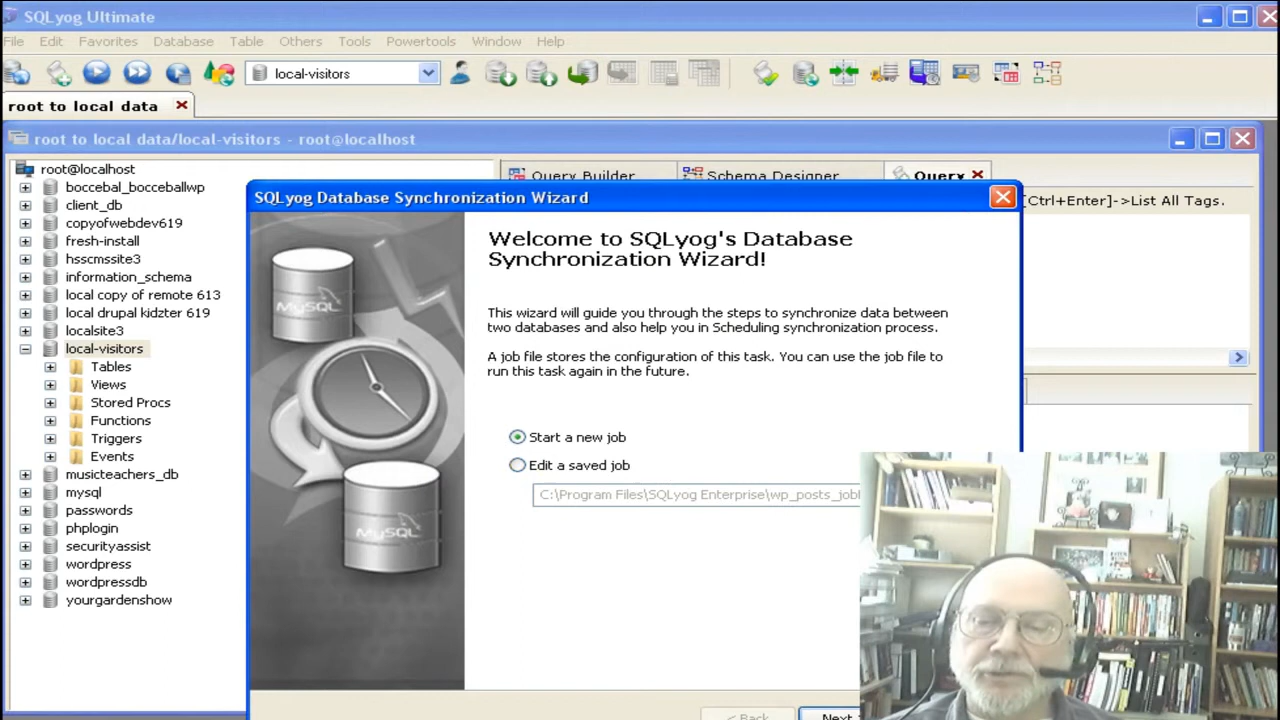 SQLyog Ultimate
File Edit Favorites Database Table Others Tools Powertools Window Help
local-visitors
root to local data
root to local data/local-visitors - root@localhost
root@localhost
boccebal_bocceballwp
client_db
copyofwebdev619
fresh-install
hsscmssite3
information_schema
local copy of remote 613
local drupal kidzter 619
localsite3
local-visitors
Tables
Views
Stored Procs
Functions
Triggers
Events
musicteachers_db
mysql
passwords
phplogin
securityassist
wordpress
wordpressdb
yourgardenshow
Query Builder Schema Designer Query
[Ctrl+Enter]->List All Tags.
SQLyog Database Synchronization Wizard
MySQL
MySQL
Welcome to SQLyog's Database
Synchronization Wizard!
This wizard will guide you through the steps to synchronize data between
two databases and also help you in Scheduling synchronization process.
A job file stores the configuration of this task. You can use the job file to
run this task again in the future.
Start a new job
Edit a saved job
C:\Program Files\SQLyog Enterprise\wp_posts_job
< Back Next